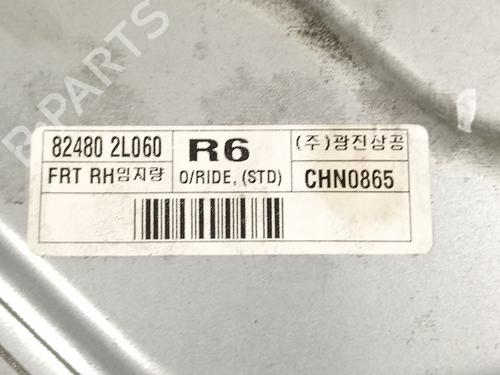 B-PARTS
82480 2L060
R6
(주)광진상공
FRT RH임지량
O/RIDE, (STD)
CHN0865